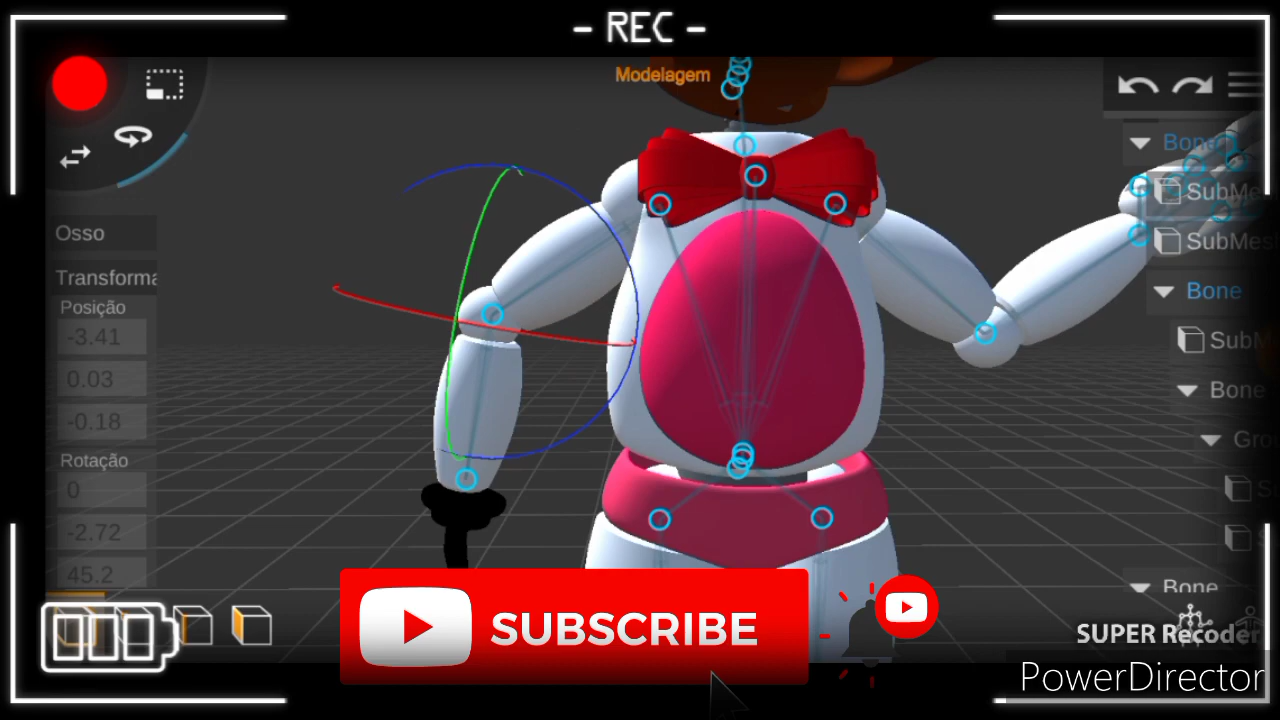 - REC -
Modelagem
Osso
Transforma
Posição
-3.41
0.03
-0.18
Rotação
0
-2.72
45.2
Bone
SubMe
SubMes
Bone
SubM
Bone
Gro
S
S
Bone
SUBSCRIBE
SUPER Recoder
PowerDirector